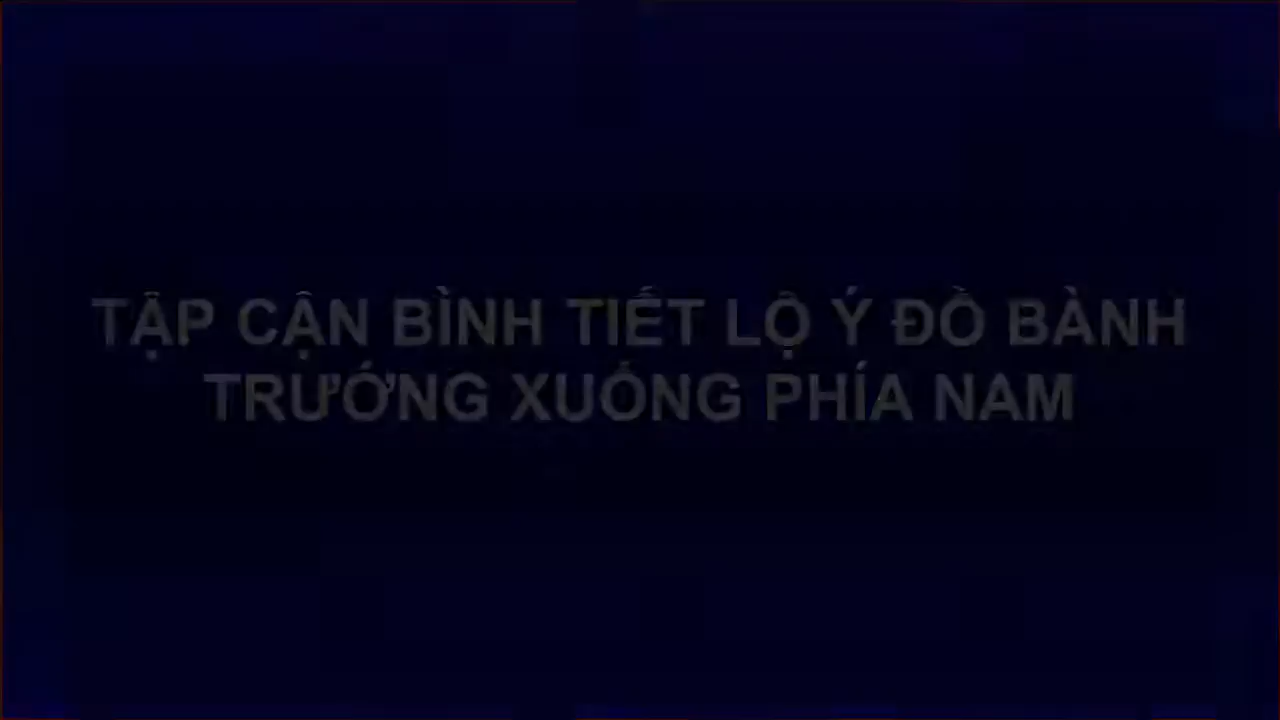 TẬP CẬN BÌNH TIẾT LỘ Ý ĐỒ BÀNH
TRƯỚNG XUỐNG PHÍA NAM